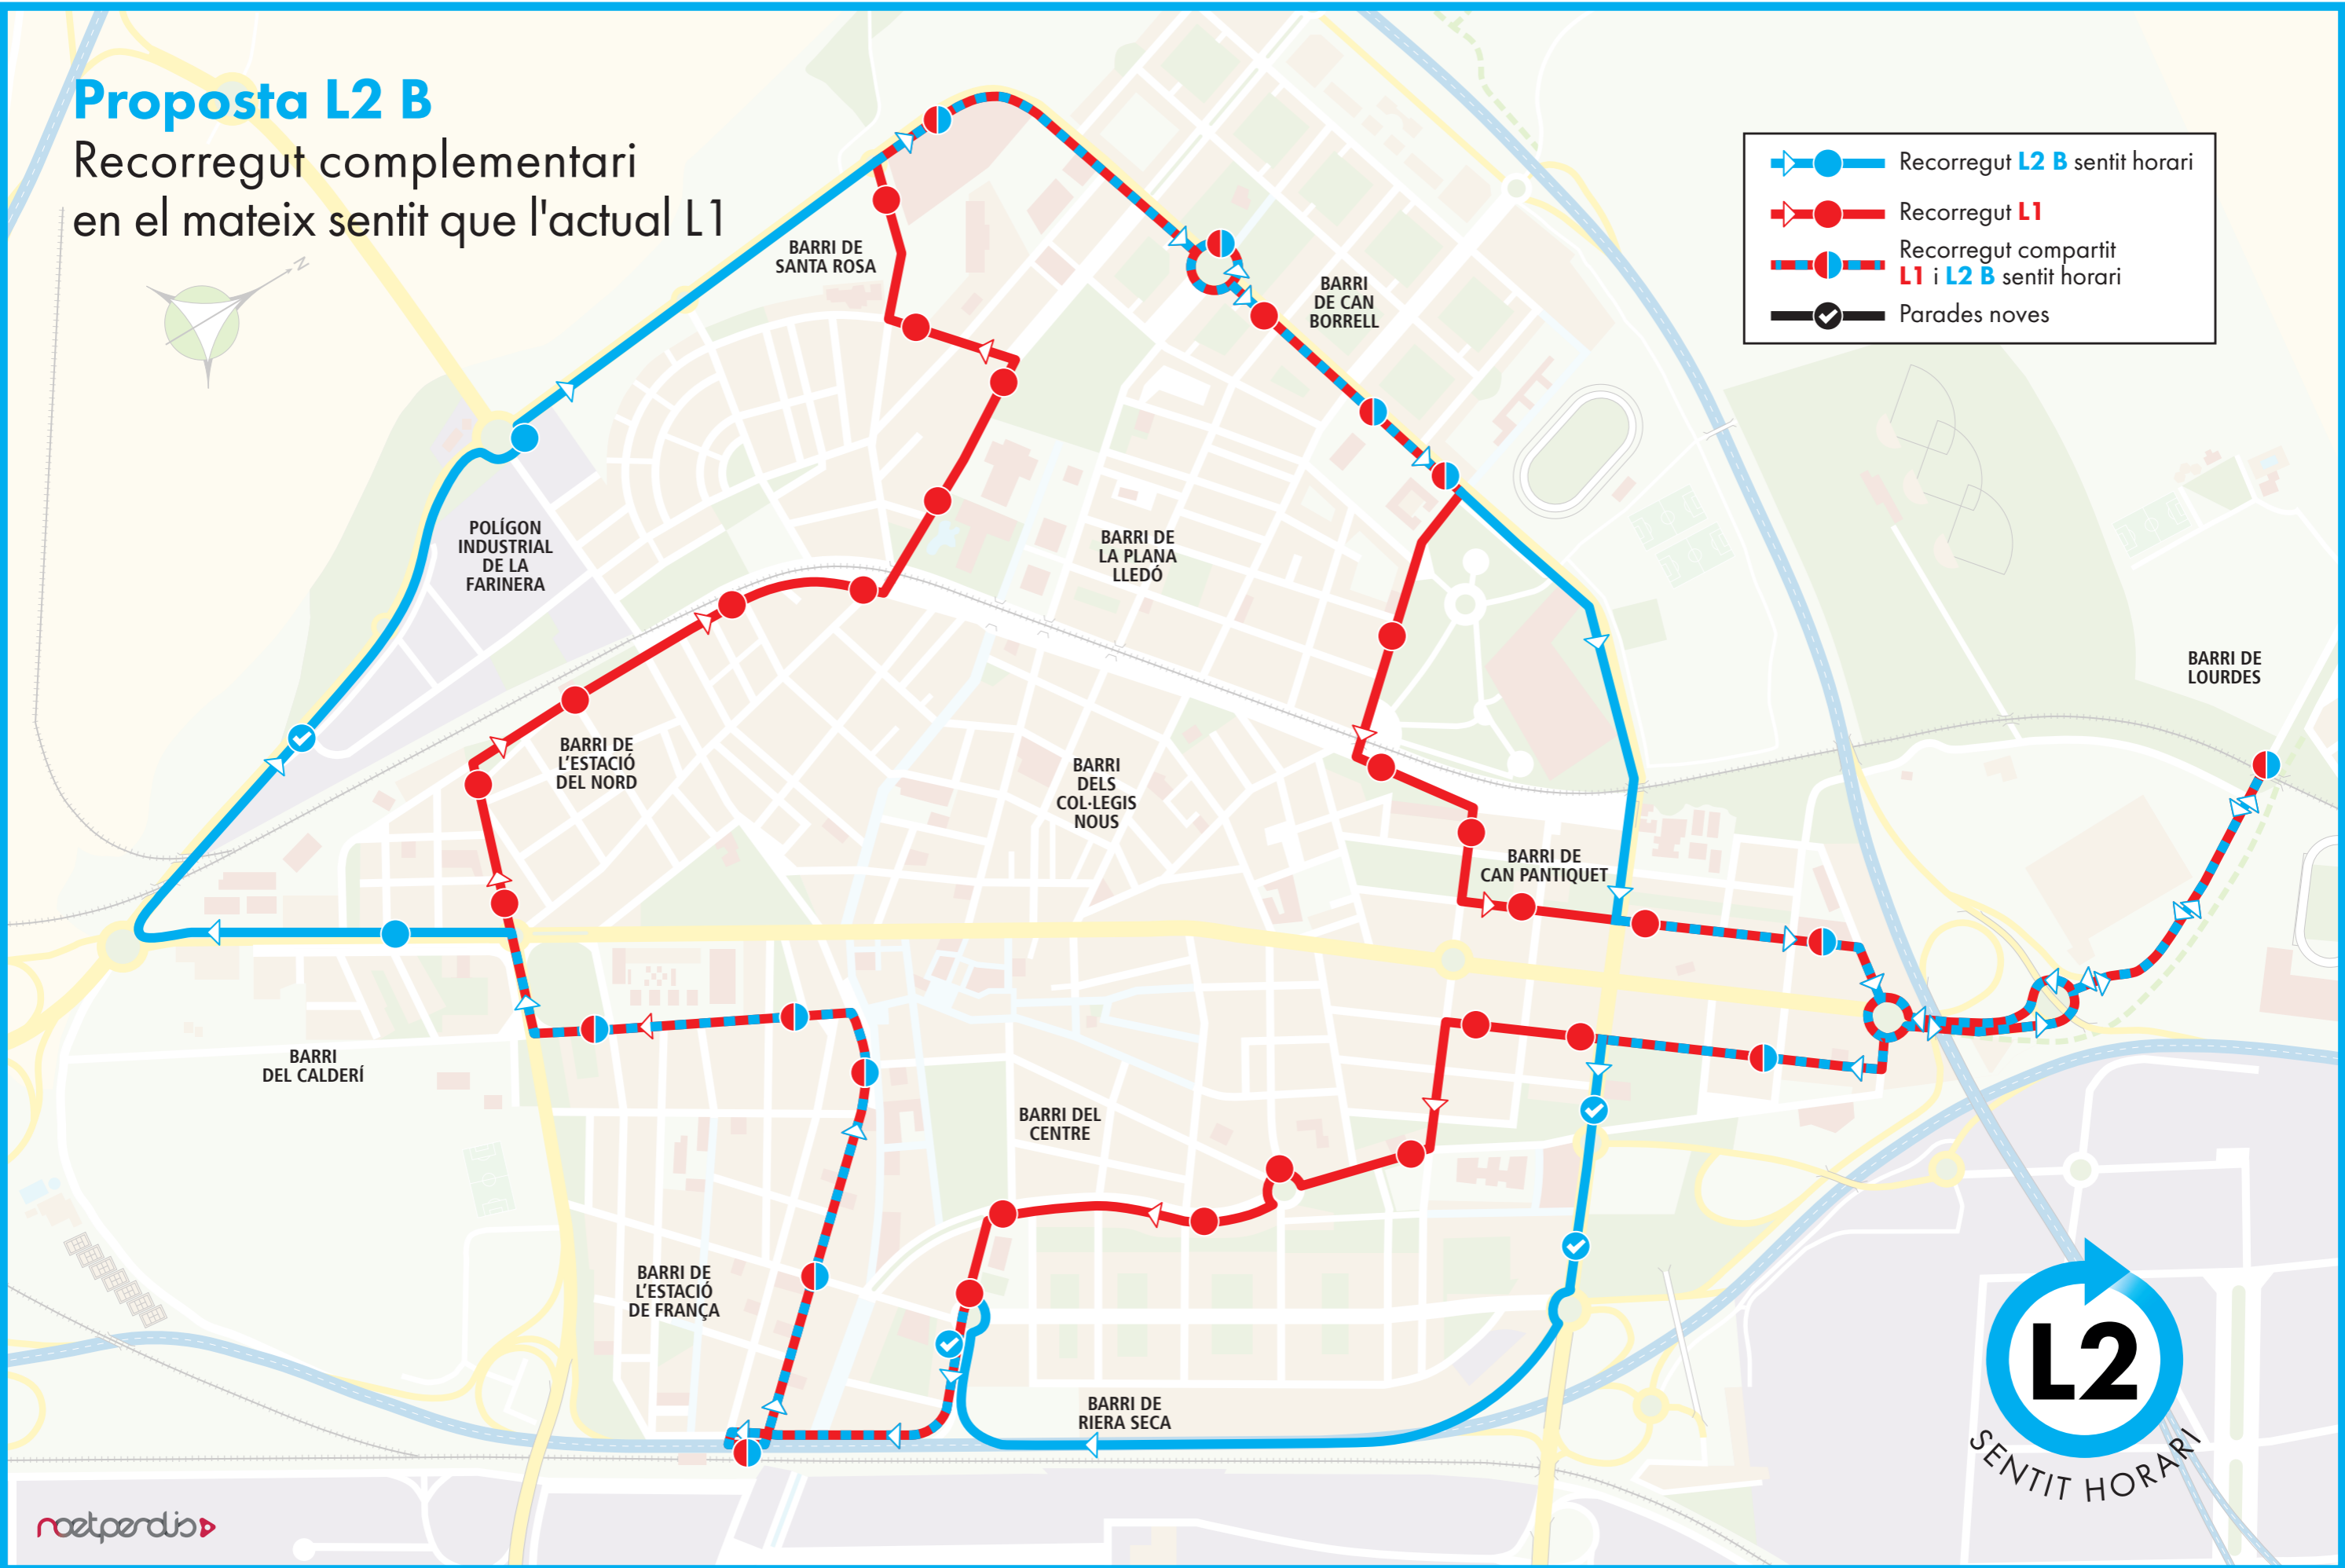 Proposta L2 B
Recorregut complementari
en el mateix sentit que l'actual L1
N
Recorregut L2 B sentit horari
Recorregut L1
Recorregut compartit
L1 i L2 B sentit horari
Parades noves
BARRI DE
SANTA ROSA
BARRI
DE CAN
BORRELL
POLÍGON
INDUSTRIAL
DE LA
FARINERA
BARRI DE
LA PLANA
LLEDÓ
BARRI DE
LOURDES
BARRI DE
L'ESTACIÓ
DEL NORD
BARRI
DELS
COL·LEGIS
NOUS
BARRI DE
CAN PANTIQUET
BARRI
DEL CALDERÍ
BARRI DEL
CENTRE
BARRI DE
L'ESTACIÓ
DE FRANÇA
BARRI DE
RIERA SECA
L2
SENTIT HORARI
noetperdis